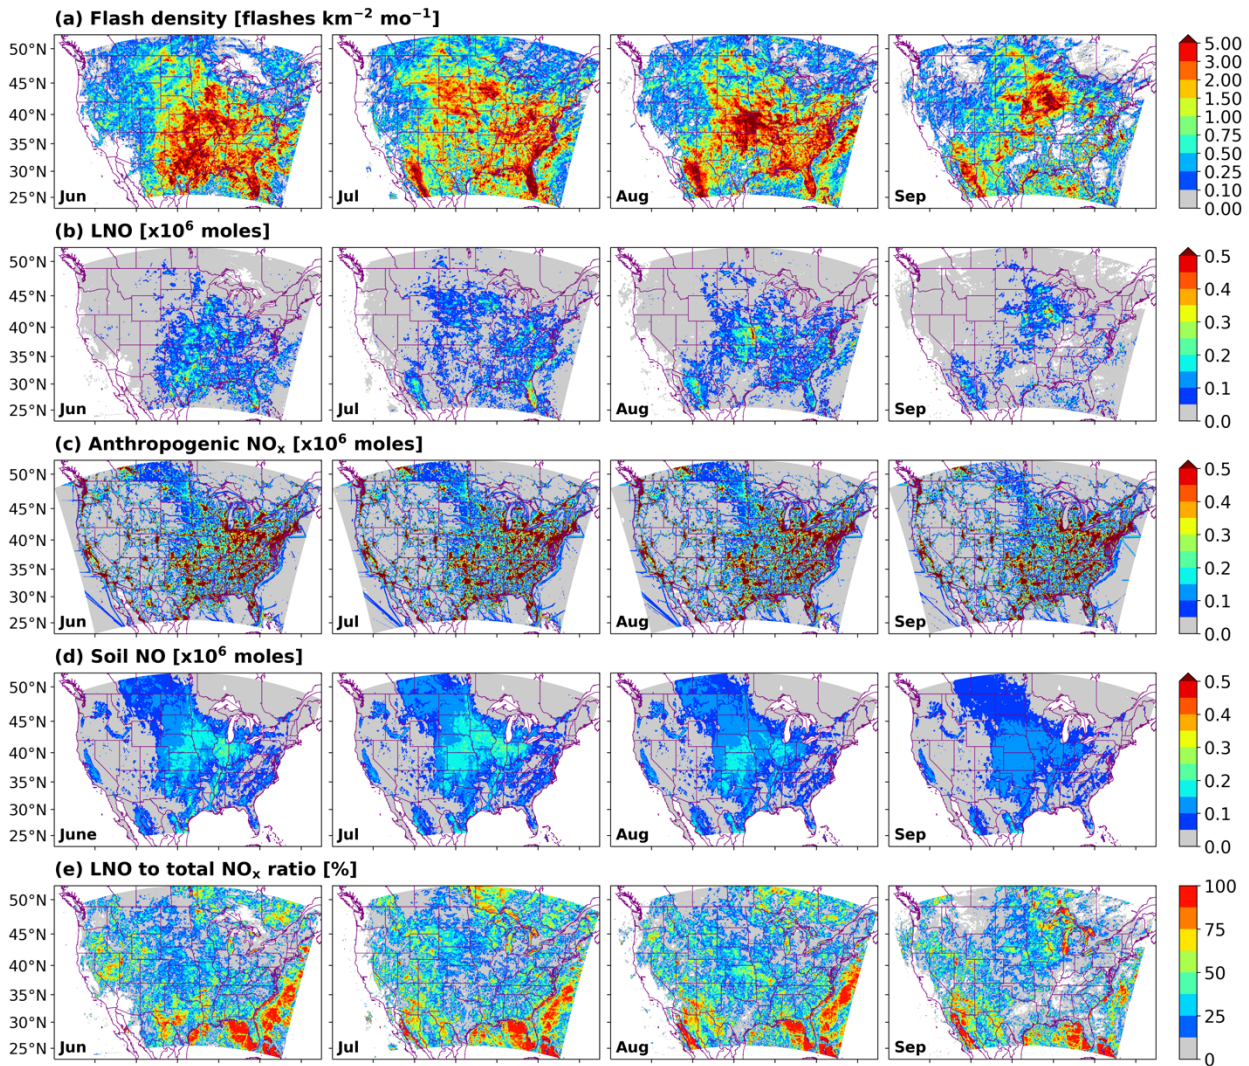 (a) Flash density [flashes km⁻² mo⁻¹]
50°N
45°N
40°N
35°N
30°N
25°N
Jun
Jul
Aug
Sep
5.00
3.00
2.00
1.50
1.00
0.75
0.50
0.25
0.10
0.00
(b) LNO [x10⁶ moles]
50°N
45°N
40°N
35°N
30°N
25°N
Jun
Jul
Aug
Sep
0.5
0.4
0.3
0.2
0.1
0.0
(c) Anthropogenic NOₓ [x10⁶ moles]
50°N
45°N
40°N
35°N
30°N
25°N
Jun
Jul
Aug
Sep
0.5
0.4
0.3
0.2
0.1
0.0
(d) Soil NO [x10⁶ moles]
50°N
45°N
40°N
35°N
30°N
25°N
June
Jul
Aug
Sep
0.5
0.4
0.3
0.2
0.1
0.0
(e) LNO to total NOₓ ratio [%]
50°N
45°N
40°N
35°N
30°N
25°N
Jun
Jul
Aug
Sep
100
75
50
25
0